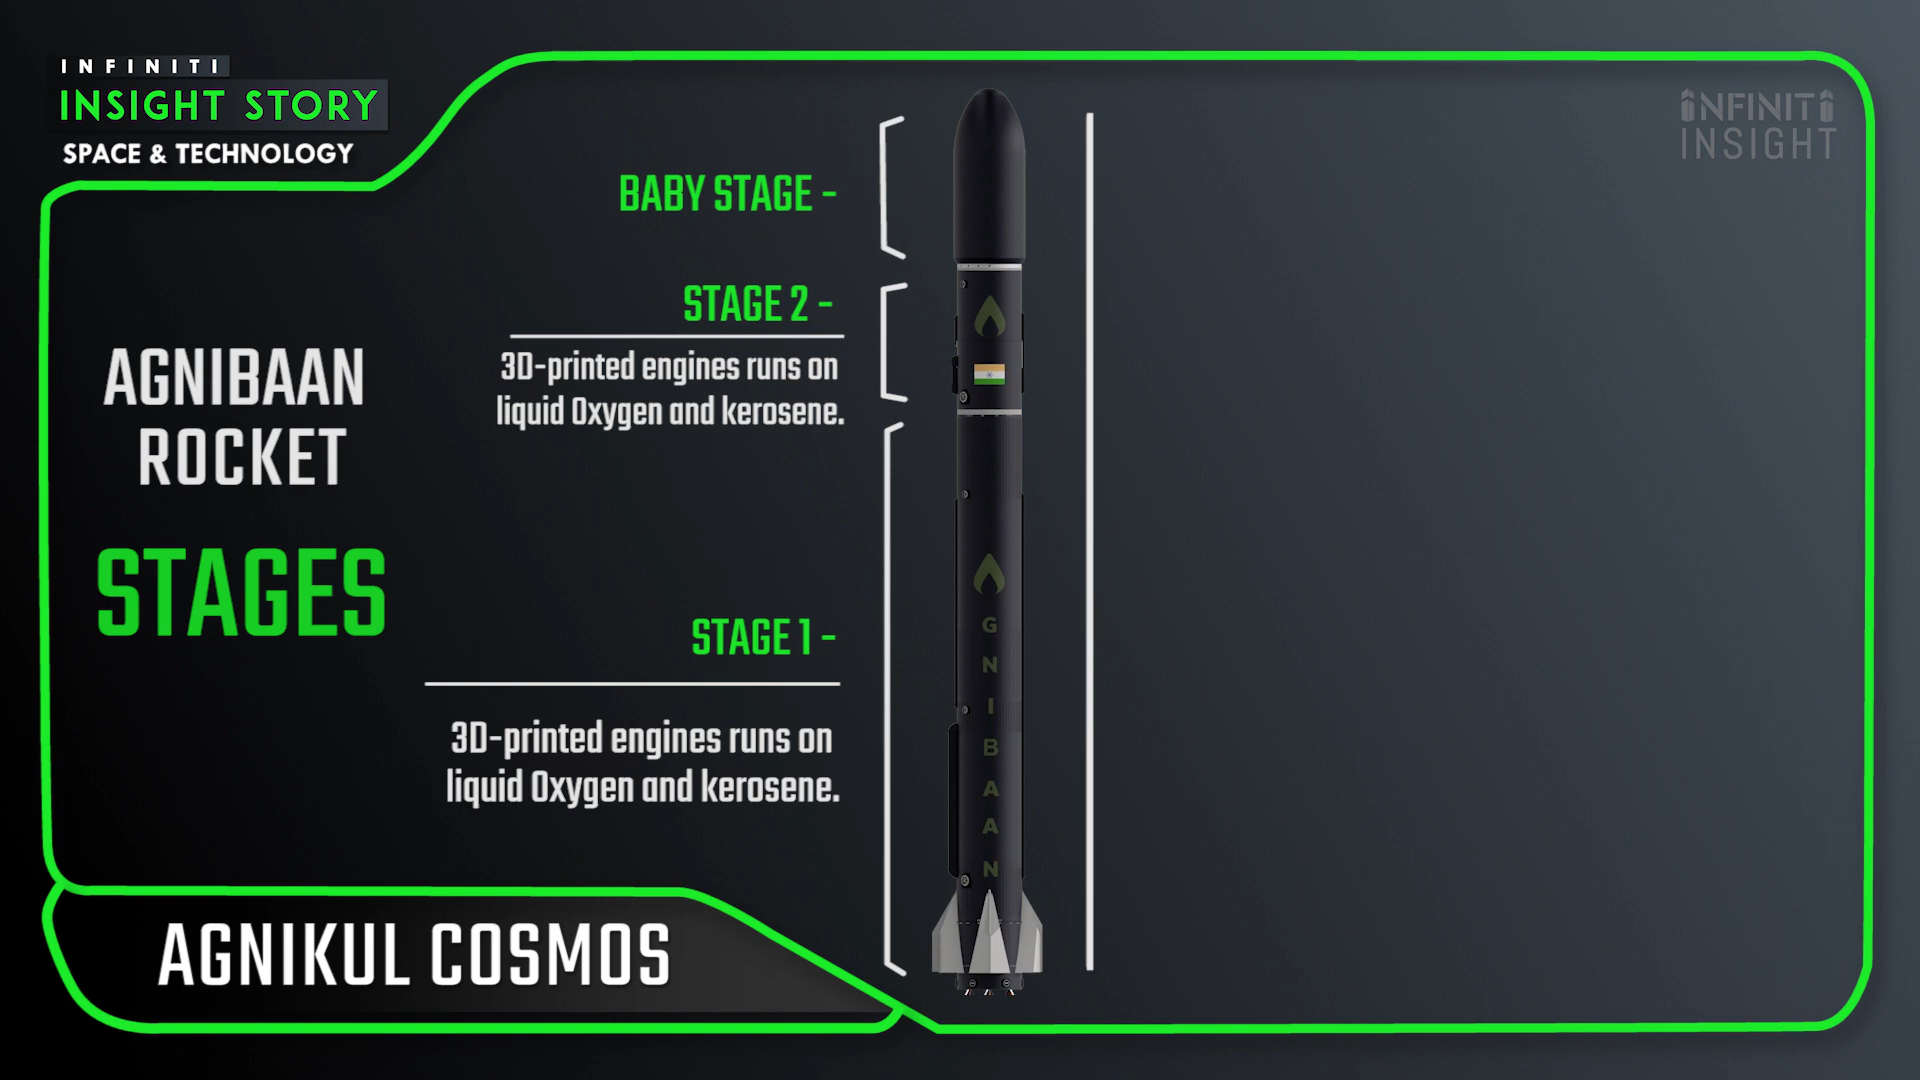 INFINITI
INSIGHT STORY
SPACE & TECHNOLOGY
INFINITI
INSIGHT
BABY STAGE -
STAGE 2 -
3D-printed engines runs on
liquid Oxygen and kerosene.
AGNIBAAN
ROCKET
STAGES
STAGE 1 -
3D-printed engines runs on
liquid Oxygen and kerosene.
G
N
I
B
A
A
N
AGNIKUL COSMOS